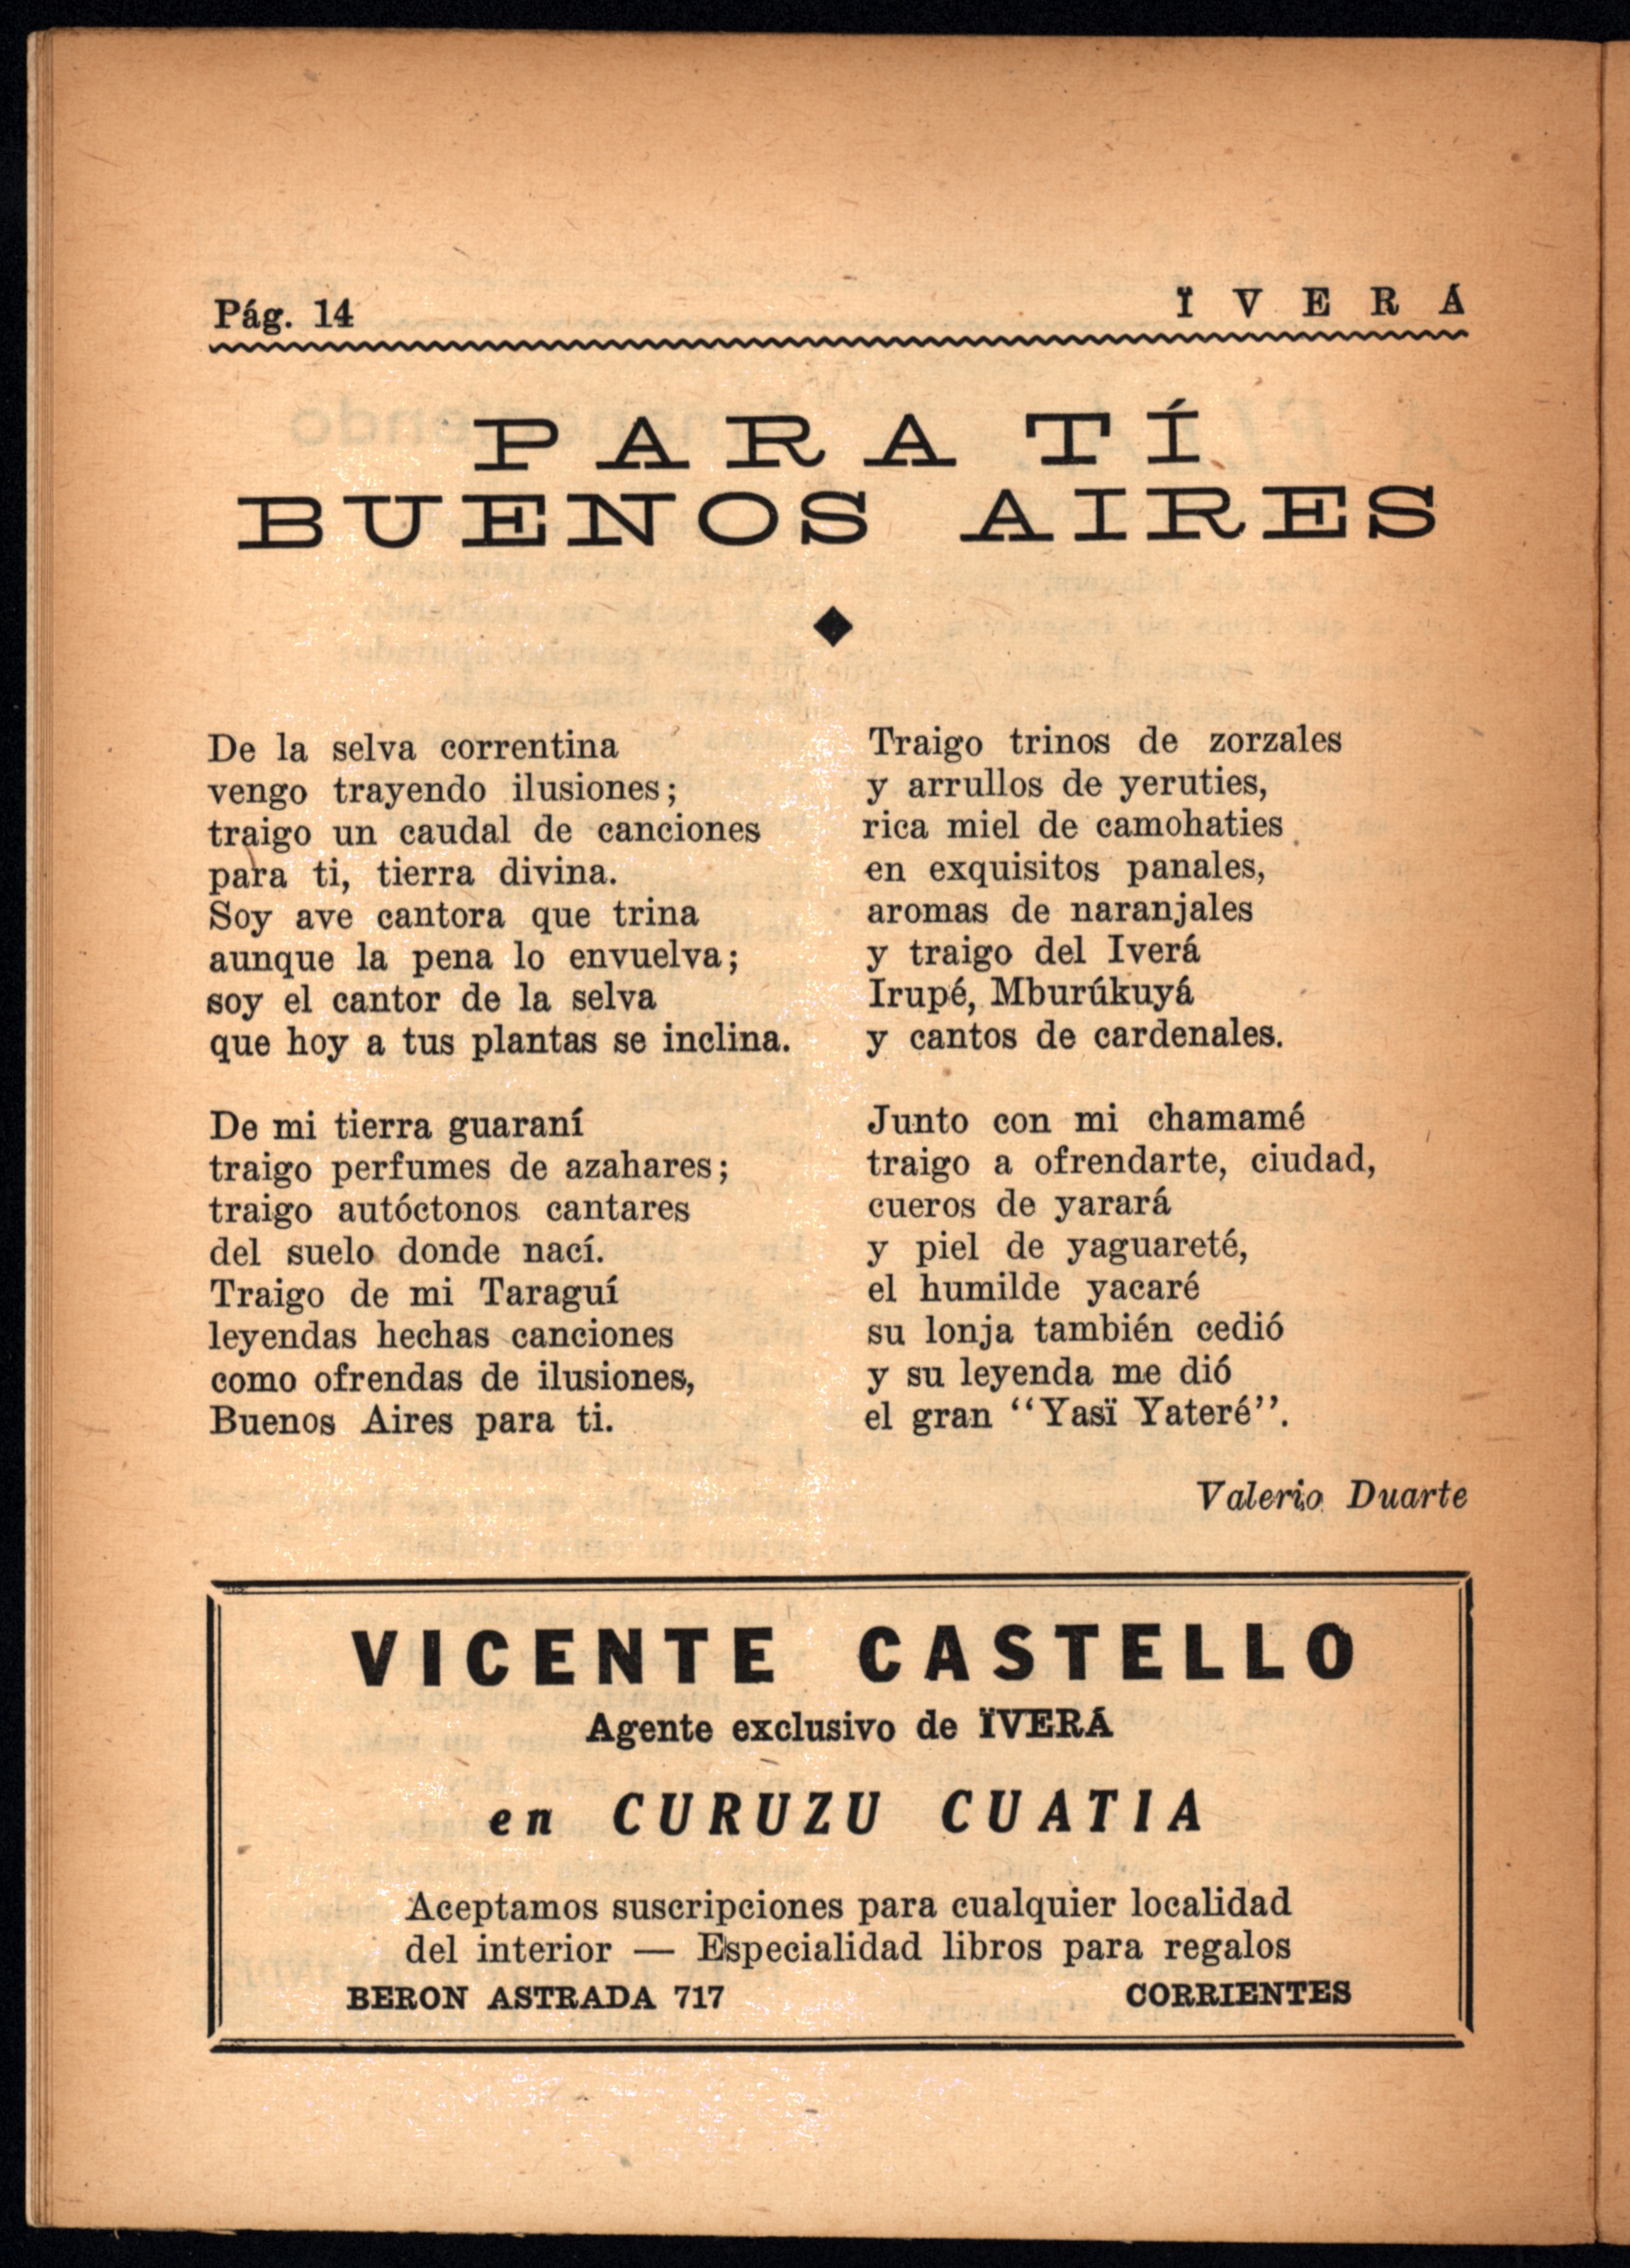 Pág. 14
Ï V E R Á
PARA TÍ
BUENOS AIRES
De la selva correntina
vengo trayendo ilusiones;
traigo un caudal de canciones
para ti, tierra divina.
Soy ave cantora que trina
aunque la pena lo envuelva;
soy el cantor de la selva
que hoy a tus plantas se inclina.
De mi tierra guaraní
traigo perfumes de azahares;
traigo autóctonos cantares
del suelo donde nací.
Traigo de mi Taraguí
leyendas hechas canciones
como ofrendas de ilusiones,
Buenos Aires para ti.
Traigo trinos de zorzales
y arrullos de yeruties,
rica miel de camohaties
en exquisitos panales,
aromas de naranjales
y traigo del Iverá
Irupé, Mburúkuyá
y cantos de cardenales.
Junto con mi chamamé
traigo a ofrendarte, ciudad,
cueros de yarará
y piel de yaguareté,
el humilde yacaré
su lonja también cedió
y su leyenda me dió
el gran "Yasï Yateré".
Valerio Duarte
VICENTE CASTELLO
Agente exclusivo de ÏVERÁ
en CURUZU CUATIA
Aceptamos suscripciones para cualquier localidad
del interior — Especialidad libros para regalos
BERON ASTRADA 717 CORRIENTES